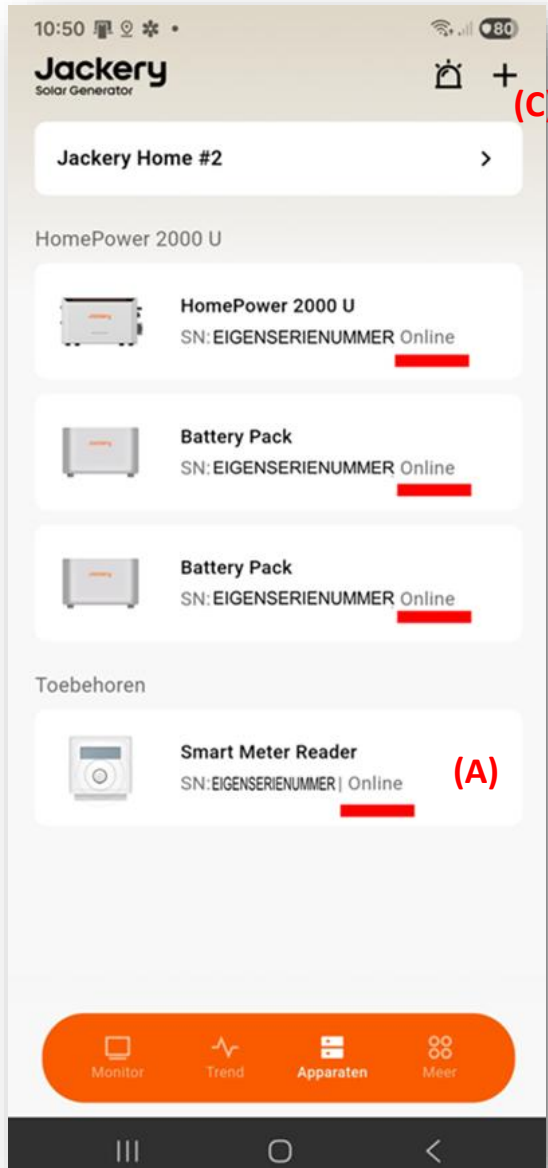 10:50
80
Jackery
Solar Generator
(C)
Jackery Home #2
HomePower 2000 U
HomePower 2000 U
SN: EIGENSERIENUMMER Online
Battery Pack
SN: EIGENSERIENUMMER Online
Battery Pack
SN: EIGENSERIENUMMER Online
Toebehoren
Smart Meter Reader
SN: EIGENSERIENUMMER | Online
(A)
Monitor Trend Apparaten Meer